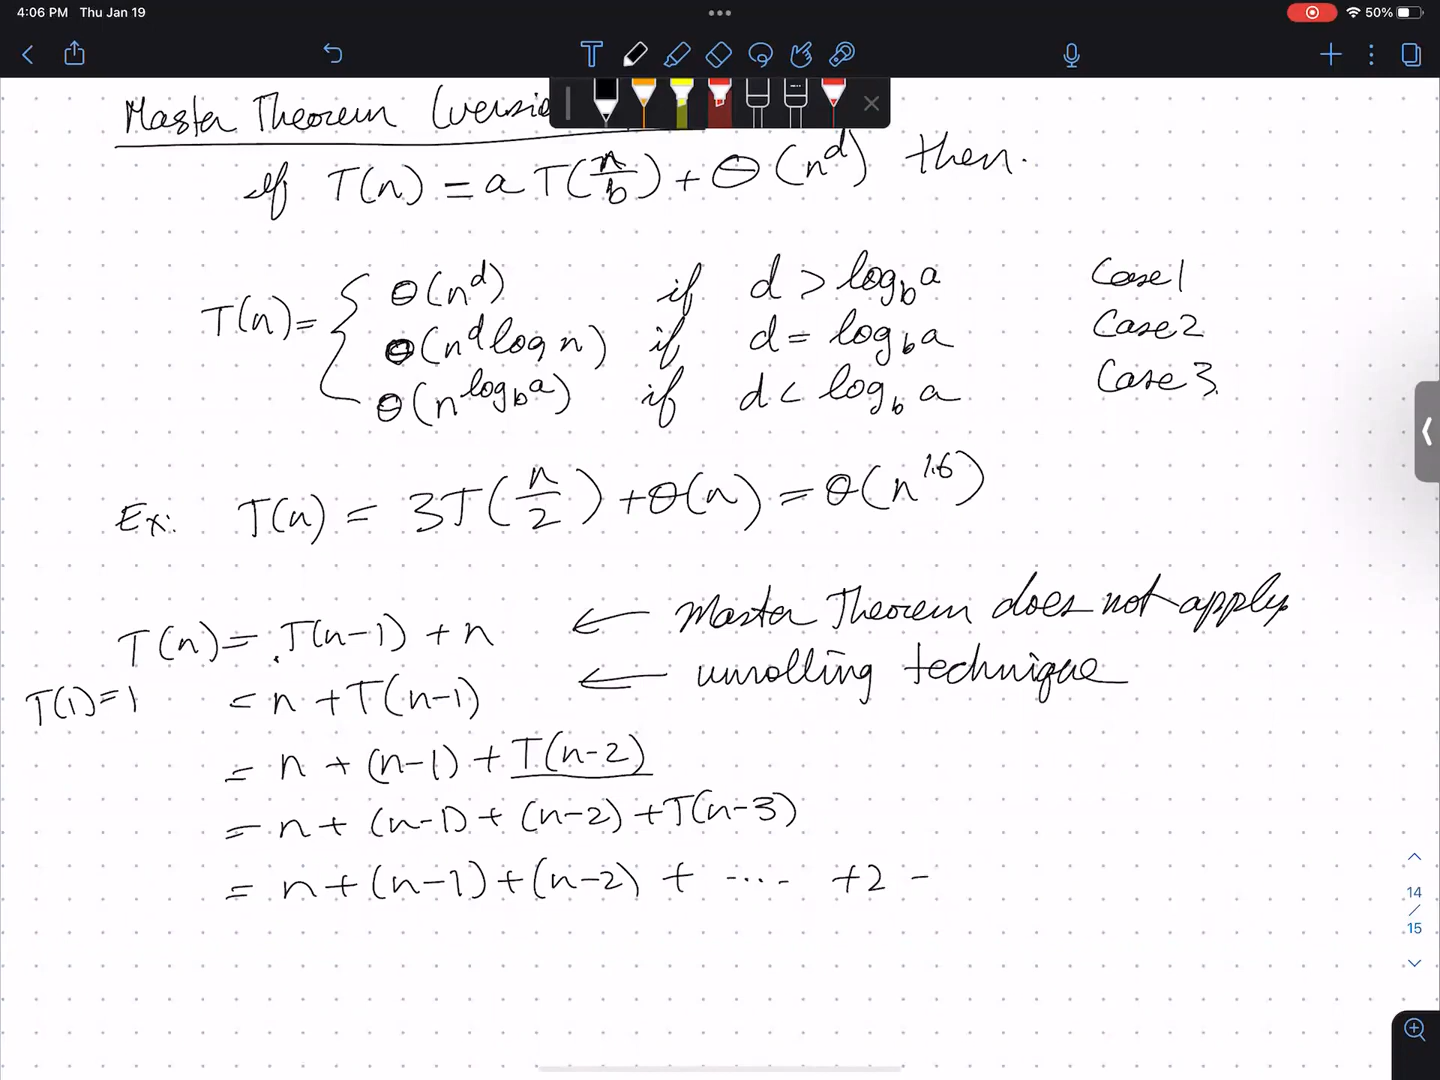 4:06 PM Thu Jan 19
50%
Master Theorem (versio
If T(n) = a T(n/b) + Θ(n^d) then.
T(n) = { Θ(n^d) if d > log_b a Case 1
Θ(n^d log n) if d = log_b a Case 2
Θ(n^{log_b a}) if d < log_b a Case 3.
Ex: T(n) = 3T(n/2) + Θ(n) = Θ(n^{1.6})
T(n) = T(n-1) + n ← Master Theorem does not apply
T(1) = 1 = n + T(n-1) ← unrolling technique
= n + (n-1) + T(n-2)
= n + (n-1) + (n-2) + T(n-3)
= n + (n-1) + (n-2) + ..... +2 -
14
/
15